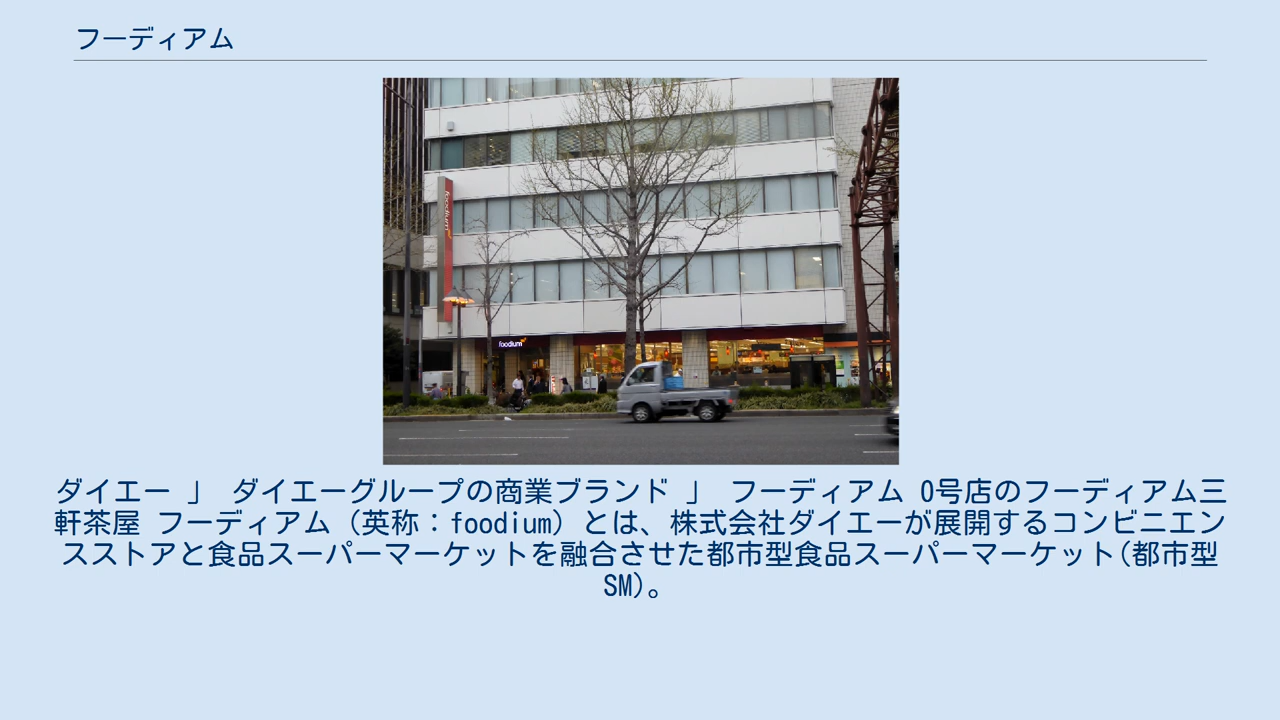 フーディアム
foodium
foodium
ダイエー 」 ダイエーグループの商業ブランド 」 フーディアム 0号店のフーディアム三
軒茶屋 フーディアム（英称：foodium）とは、株式会社ダイエーが展開するコンビニエン
スストアと食品スーパーマーケットを融合させた都市型食品スーパーマーケット(都市型
SM)。